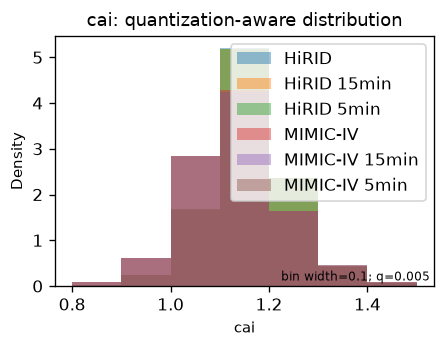 cai: quantization-aware distribution
Density
5
4
3
2
1
0
HiRID
HiRID 15min
HiRID 5min
MIMIC-IV
MIMIC-IV 15min
MIMIC-IV 5min
bin width=0.1; q=0.005
0.8 1.0 1.2 1.4
cai